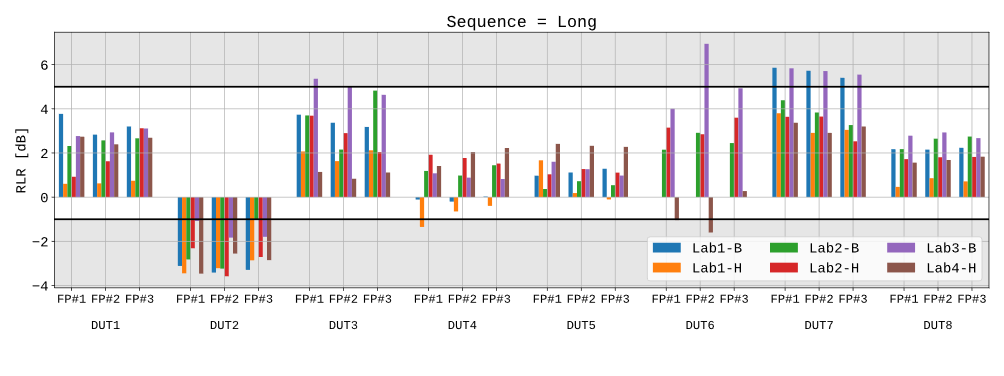 Sequence = Long
RLR [dB]
6
4
2
0
−2
−4
Lab1-B Lab2-B Lab3-B
Lab1-H Lab2-H Lab4-H
FP#1 FP#2 FP#3 FP#1 FP#2 FP#3 FP#1 FP#2 FP#3 FP#1 FP#2 FP#3 FP#1 FP#2 FP#3 FP#1 FP#2 FP#3 FP#1 FP#2 FP#3 FP#1 FP#2 FP#3
DUT1 DUT2 DUT3 DUT4 DUT5 DUT6 DUT7 DUT8